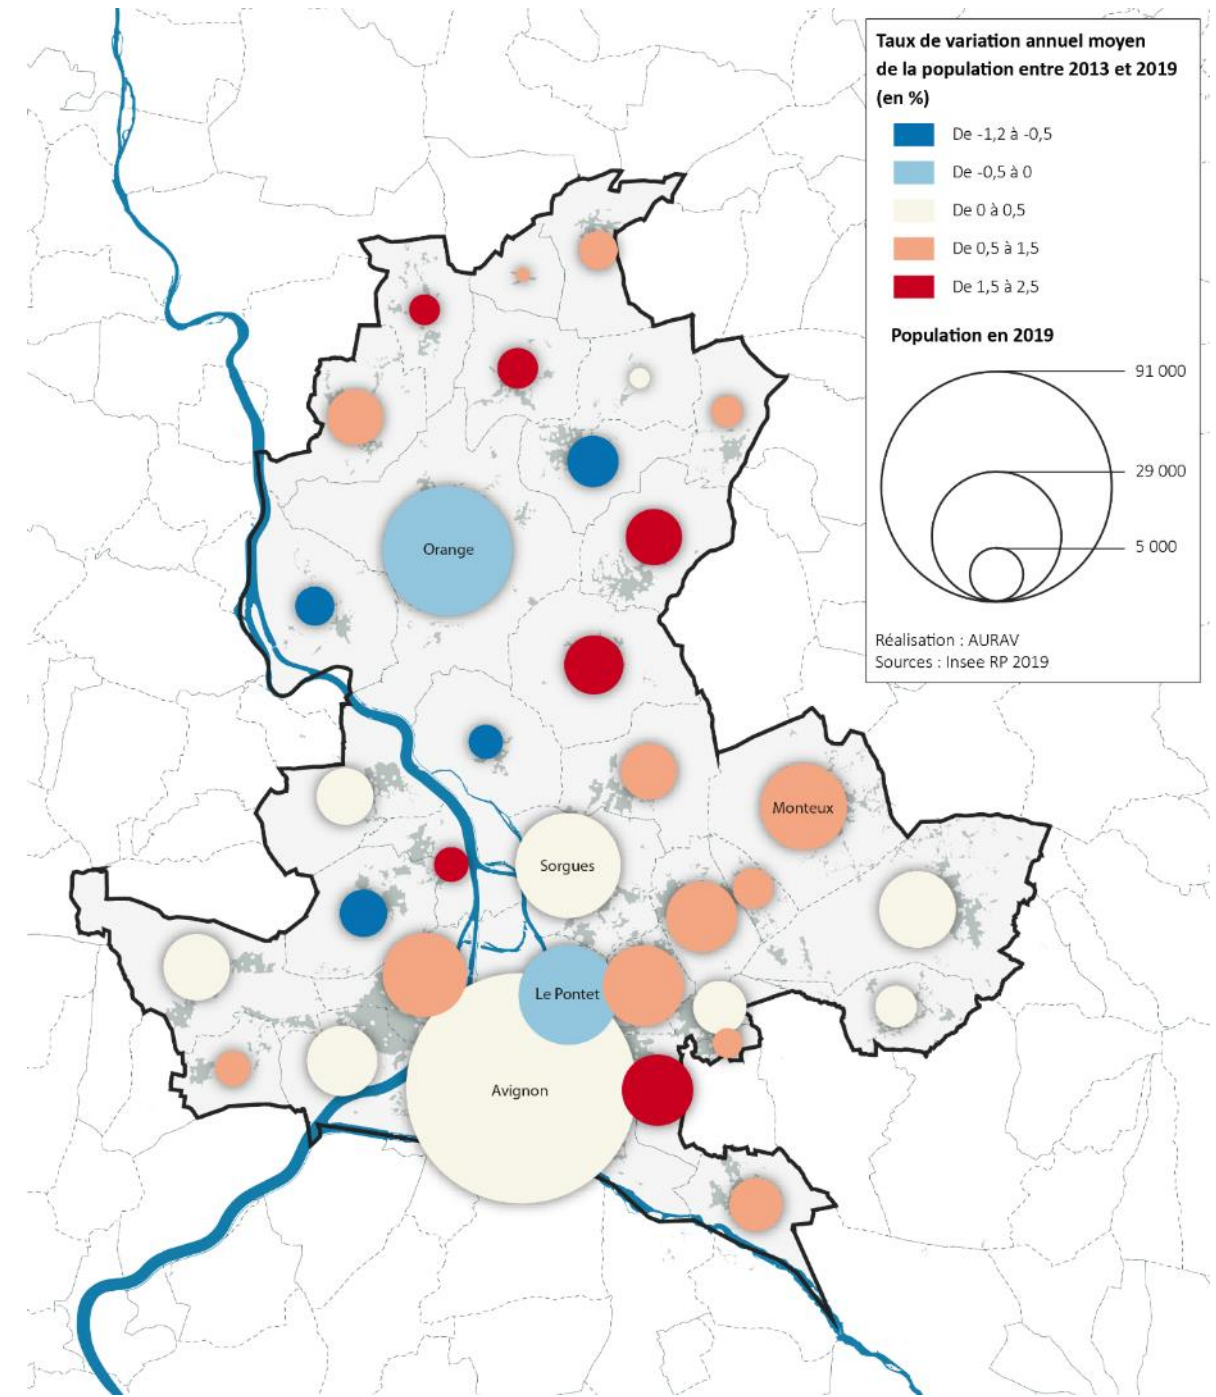 Taux de variation annuel moyen
de la population entre 2013 et 2019
(en %)
De -1,2 à -0,5
De -0,5 à 0
De 0 à 0,5
De 0,5 à 1,5
De 1,5 à 2,5
Population en 2019
91 000
29 000
5 000
Réalisation : AURAV
Sources : Insee RP 2019
Orange
Monteux
Sorgues
Le Pontet
Avignon